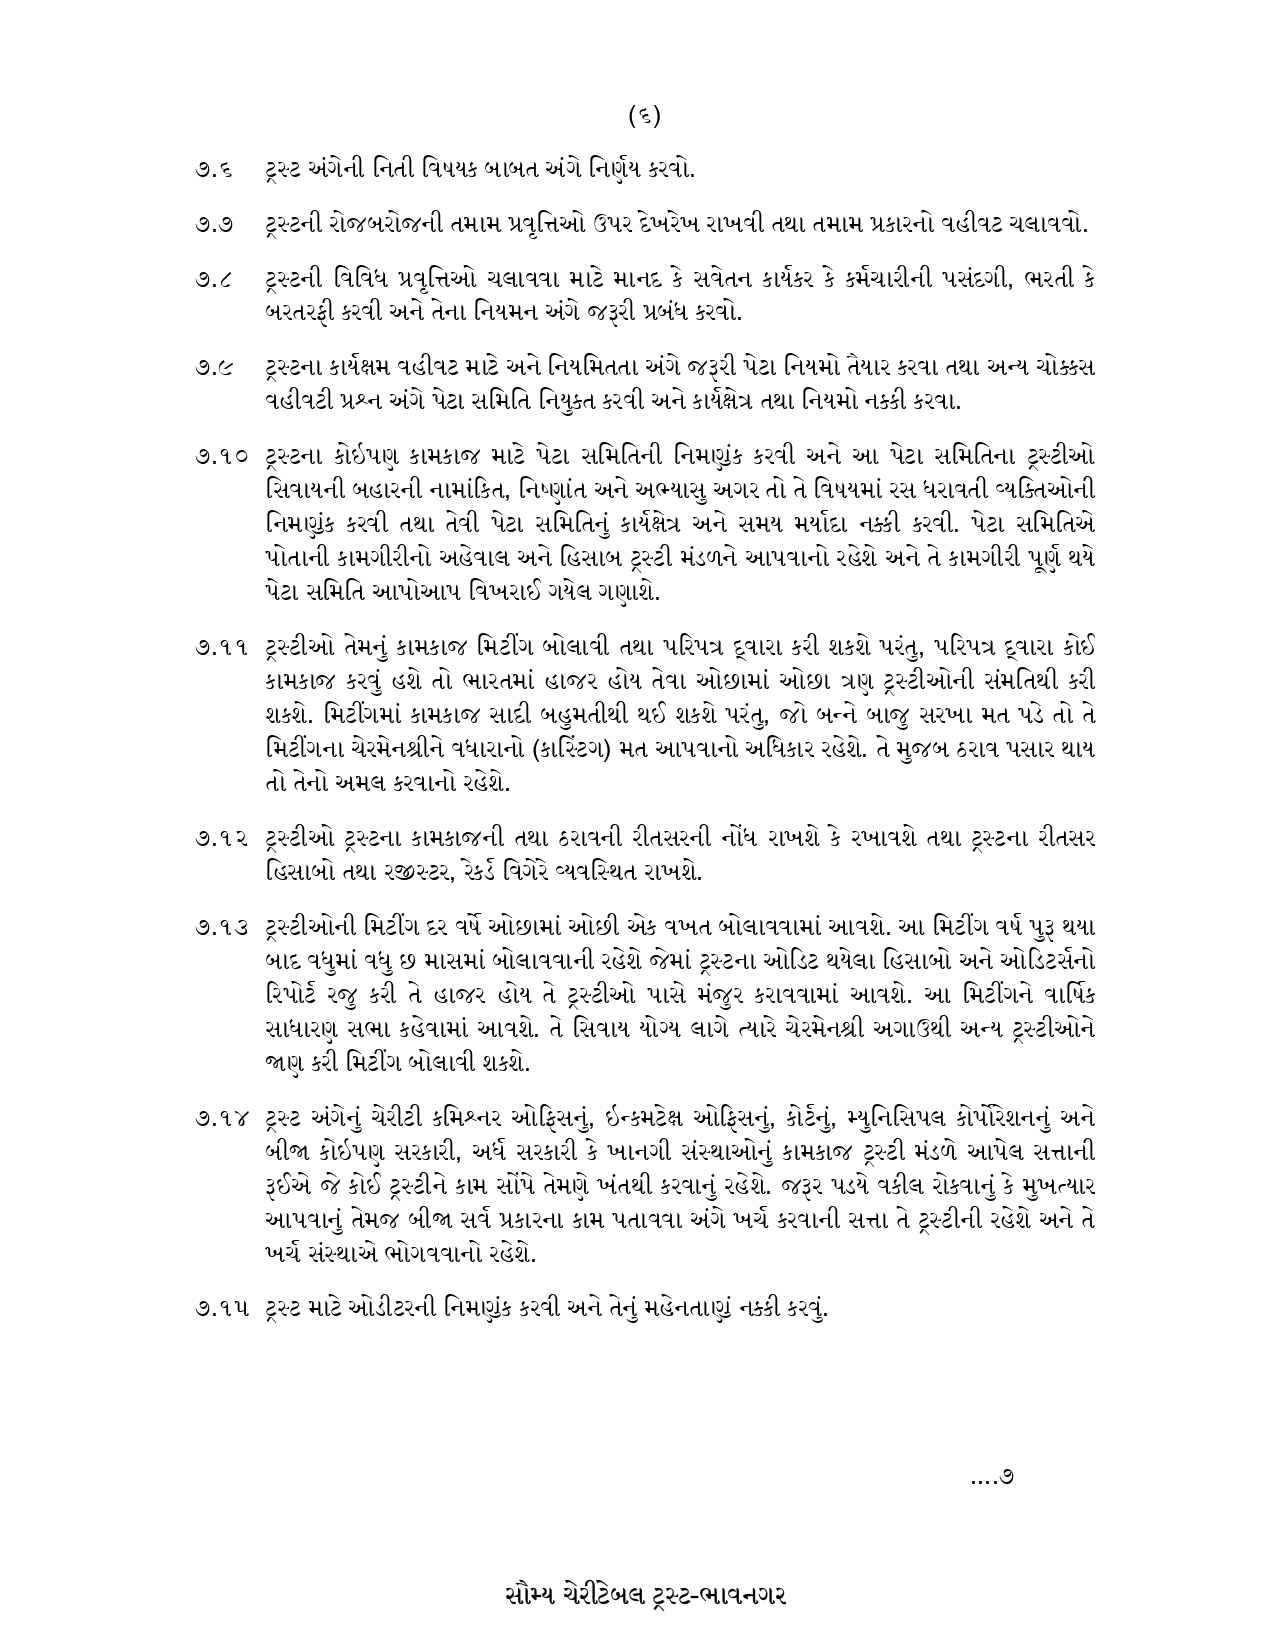 (૬)
૭.૬ ટ્રસ્ટ અંગેની નિતી વિષયક બાબત અંગે નિર્ણય કરવો.
૭.૭ ટ્રસ્ટની રોજબરોજની તમામ પ્રવૃત્તિઓ ઉપર દેખરેખ રાખવી તથા તમામ પ્રકારનો વહીવટ ચલાવવો.
૭.૮ ટ્રસ્ટની વિવિધ પ્રવૃત્તિઓ ચલાવવા માટે માનદ કે સવેતન કાર્યકર કે કર્મચારીની પસંદગી, ભરતી કે
બરતરફી કરવી અને તેના નિયમન અંગે જરૂરી પ્રબંધ કરવો.
૭.૯ ટ્રસ્ટના કાર્યક્ષમ વહીવટ માટે અને નિયમિતતા અંગે જરૂરી પેટા નિયમો તૈયાર કરવા તથા અન્ય ચોક્કસ
વહીવટી પ્રશ્ન અંગે પેટા સમિતિ નિયુક્ત કરવી અને કાર્યક્ષેત્ર તથા નિયમો નક્કી કરવા.
૭.૧૦ ટ્રસ્ટના કોઇપણ કામકાજ માટે પેટા સમિતિની નિમણુંક કરવી અને આ પેટા સમિતિના ટ્રસ્ટીઓ
સિવાયની બહારની નામાંકિત, નિષ્ણાંત અને અભ્યાસુ અગર તો તે વિષયમાં રસ ધરાવતી વ્યક્તિઓની
નિમણુંક કરવી તથા તેવી પેટા સમિતિનું કાર્યક્ષેત્ર અને સમય મર્યાદા નક્કી કરવી. પેટા સમિતિએ
પોતાની કામગીરીનો અહેવાલ અને હિસાબ ટ્રસ્ટી મંડળને આપવાનો રહેશે અને તે કામગીરી પૂર્ણ થયે
પેટા સમિતિ આપોઆપ વિખરાઈ ગયેલ ગણાશે.
૭.૧૧ ટ્રસ્ટીઓ તેમનું કામકાજ મિટીંગ બોલાવી તથા પરિપત્ર દ્વારા કરી શકશે પરંતુ, પરિપત્ર દ્વારા કોઈ
કામકાજ કરવું હશે તો ભારતમાં હાજર હોય તેવા ઓછામાં ઓછા ત્રણ ટ્રસ્ટીઓની સંમતિથી કરી
શકશે. મિટીંગમાં કામકાજ સાદી બહુમતીથી થઈ શકશે પરંતુ, જો બન્ને બાજુ સરખા મત પડે તો તે
મિટીંગના ચેરમેનશ્રીને વધારાનો (કાસ્ટિંગ) મત આપવાનો અધિકાર રહેશે. તે મુજબ ઠરાવ પસાર થાય
તો તેનો અમલ કરવાનો રહેશે.
૭.૧૨ ટ્રસ્ટીઓ ટ્રસ્ટના કામકાજની તથા ઠરાવની રીતસરની નોંધ રાખશે કે રખાવશે તથા ટ્રસ્ટના રીતસર
હિસાબો તથા રજીસ્ટર, રેકર્ડ વિગેરે વ્યવસ્થિત રાખશે.
૭.૧૩ ટ્રસ્ટીઓની મિટીંગ દર વર્ષે ઓછામાં ઓછી એક વખત બોલાવવામાં આવશે. આ મિટીંગ વર્ષ પુરૂ થયા
બાદ વધુમાં વધુ છ માસમાં બોલાવવાની રહેશે જેમાં ટ્રસ્ટના ઓડિટ થયેલા હિસાબો અને ઓડિટર્સનો
રિપોર્ટ રજુ કરી તે હાજર હોય તે ટ્રસ્ટીઓ પાસે મંજુર કરાવવામાં આવશે. આ મિટીંગને વાર્ષિક
સાધારણ સભા કહેવામાં આવશે. તે સિવાય યોગ્ય લાગે ત્યારે ચેરમેનશ્રી અગાઉથી અન્ય ટ્રસ્ટીઓને
જાણ કરી મિટીંગ બોલાવી શકશે.
૭.૧૪ ટ્રસ્ટ અંગેનું ચેરીટી કમિશ્નર ઓફિસનું, ઇન્કમટેક્ષ ઓફિસનું, કોર્ટનું, મ્યુનિસિપલ કોર્પોરેશનનું અને
બીજા કોઇપણ સરકારી, અર્ધ સરકારી કે ખાનગી સંસ્થાઓનું કામકાજ ટ્રસ્ટી મંડળે આપેલ સત્તાની
રૂઈએ જે કોઈ ટ્રસ્ટીને કામ સોંપે તેમણે ખંતથી કરવાનું રહેશે. જરૂર પડયે વકીલ રોકવાનું કે મુખત્યાર
આપવાનું તેમજ બીજા સર્વ પ્રકારના કામ પતાવવા અંગે ખર્ચ કરવાની સત્તા તે ટ્રસ્ટીની રહેશે અને તે
ખર્ચ સંસ્થાએ ભોગવવાનો રહેશે.
૭.૧૫ ટ્રસ્ટ માટે ઓડીટરની નિમણુંક કરવી અને તેનું મહેનતાણું નક્કી કરવું.
....૭
સૌમ્ય ચેરીટેબલ ટ્રસ્ટ-ભાવનગર